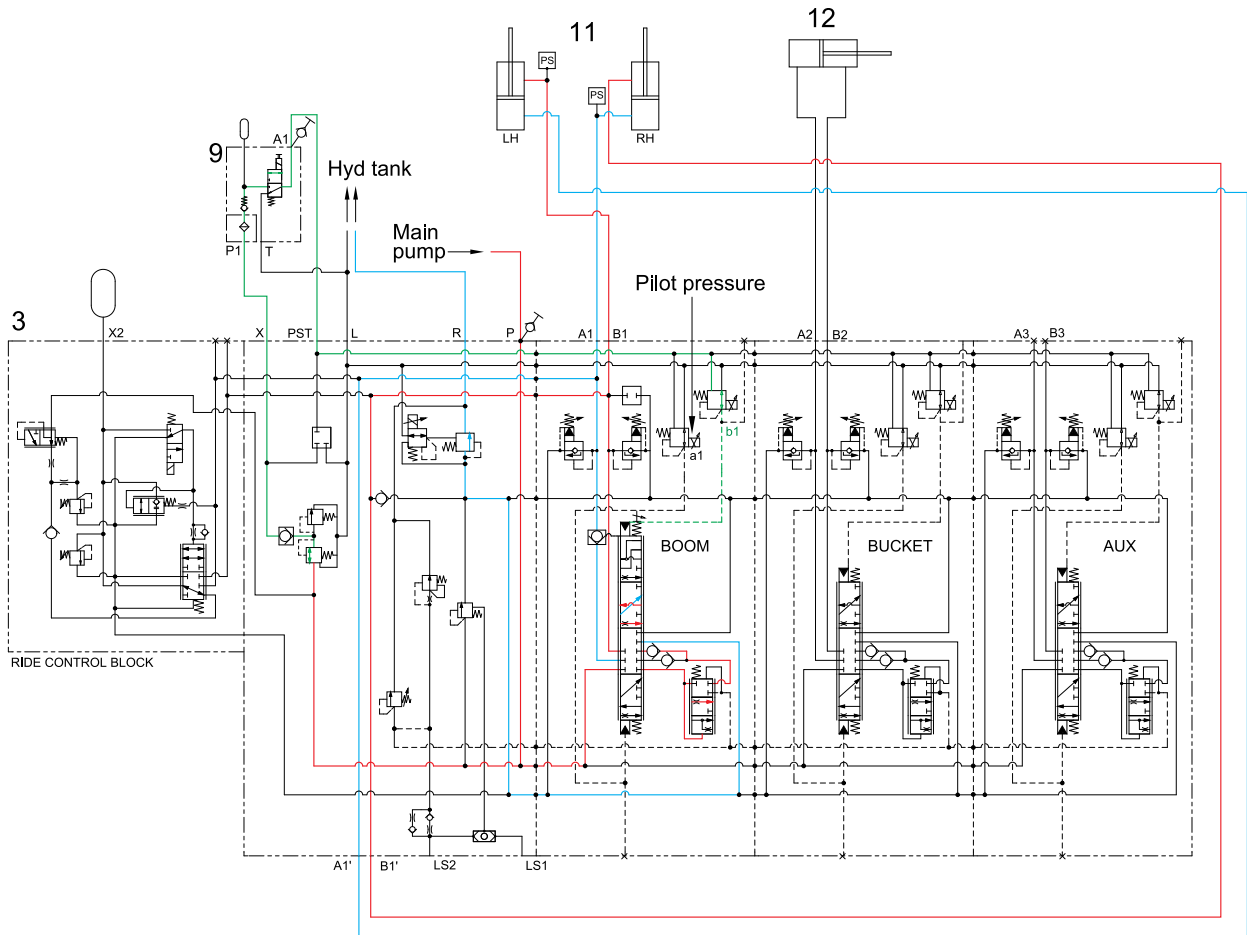 11
12
PS
PS
LH
RH
A1
9
Hyd tank
P1
T
Main
pump
Pilot pressure
3
X2
X
PST
L
R
P
A1
B1
A2
B2
A3
B3
b1
a1
BOOM
BUCKET
AUX
RIDE CONTROL BLOCK
A1'
B1'
LS2
LS1